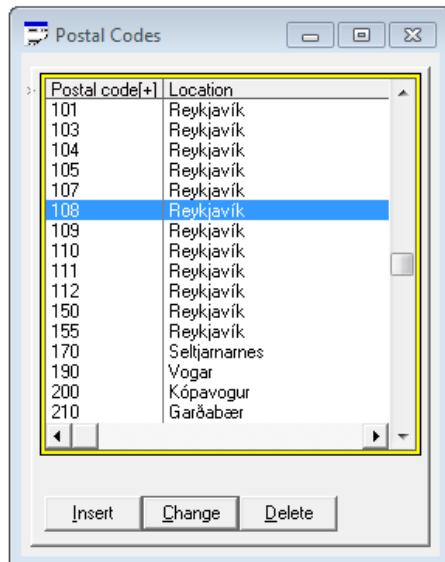 Postal Codes
Postal code[+] Location
101 Reykjavík
103 Reykjavík
104 Reykjavík
105 Reykjavík
107 Reykjavík
108 Reykjavík
109 Reykjavík
110 Reykjavík
111 Reykjavík
112 Reykjavík
150 Reykjavík
155 Reykjavík
170 Seltjarnarnes
190 Vogar
200 Kópavogur
210 Garðabær
Insert Change Delete